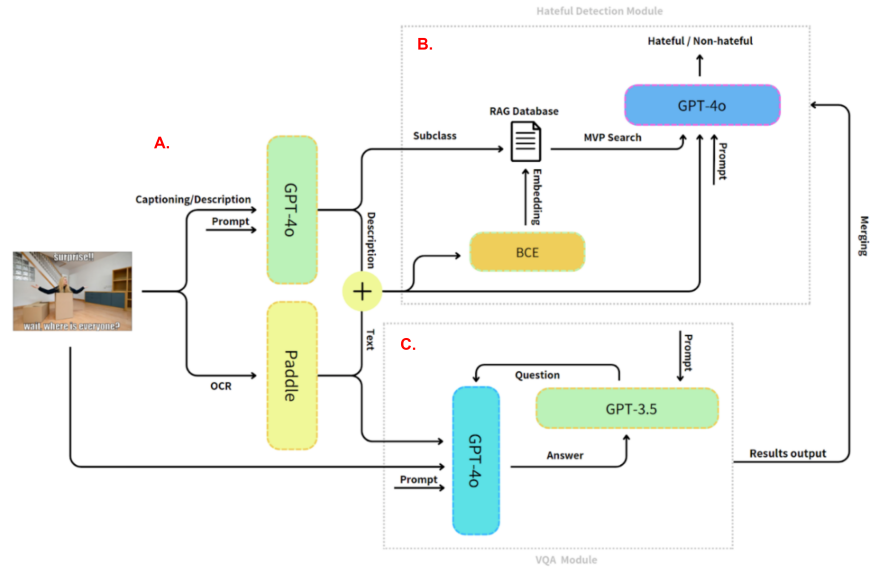 Hateful Detection Module
B.
Hateful / Non-hateful
GPT-4o
RAG Database
A.
Subclass
MVP Search
Prompt
GPT-4o
Captioning/Description
Prompt
Embedding
Description
BCE
surprise!!
wait, where is everyone?
Merging
Text
C.
Paddle
OCR
Prompt
Question
GPT-3.5
GPT-4o
Answer
Results output
Prompt
VQA Module